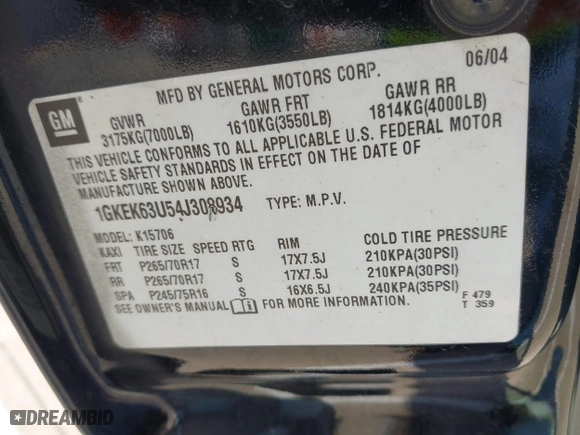 06/04
MFD BY GENERAL MOTORS CORP.
GM
GVWR GAWR FRT GAWR RR
3175KG(7000LB) 1610KG(3550LB) 1814KG(4000LB)
THIS VEHICLE CONFORMS TO ALL APPLICABLE U.S. FEDERAL MOTOR
VEHICLE SAFETY STANDARDS IN EFFECT ON THE DATE OF
MANUFACTURE SHOWN ABOVE.
1GKEK63U54J308934 TYPE: M.P.V.
MODEL: K15706
KAXI TIRE SIZE SPEED RTG RIM COLD TIRE PRESSURE
FRT P265/70R17 S 17X7.5J 210KPA(30PSI)
RR P265/70R17 S 17X7.5J 210KPA(30PSI)
SPA P245/75R16 S 16X6.5J 240KPA(35PSI)
SEE OWNER'S MANUAL FOR MORE INFORMATION.
F 479
T 359
DREAMBID